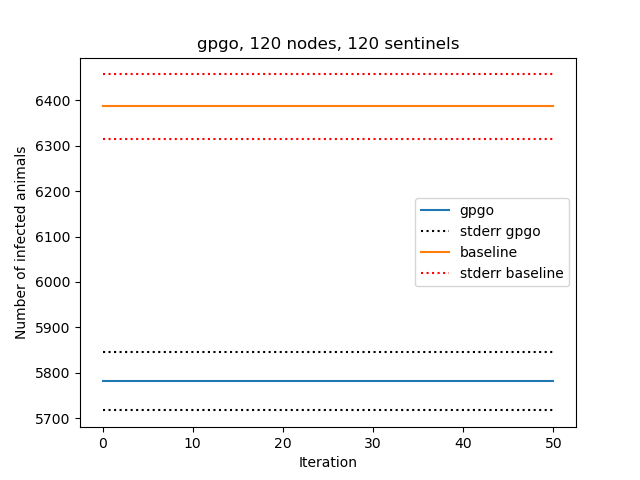 gpgo, 120 nodes, 120 sentinels
Number of infected animals
6400
6300
6200
6100
6000
5900
5800
5700
gpgo
stderr gpgo
baseline
stderr baseline
0 10 20 30 40 50
Iteration